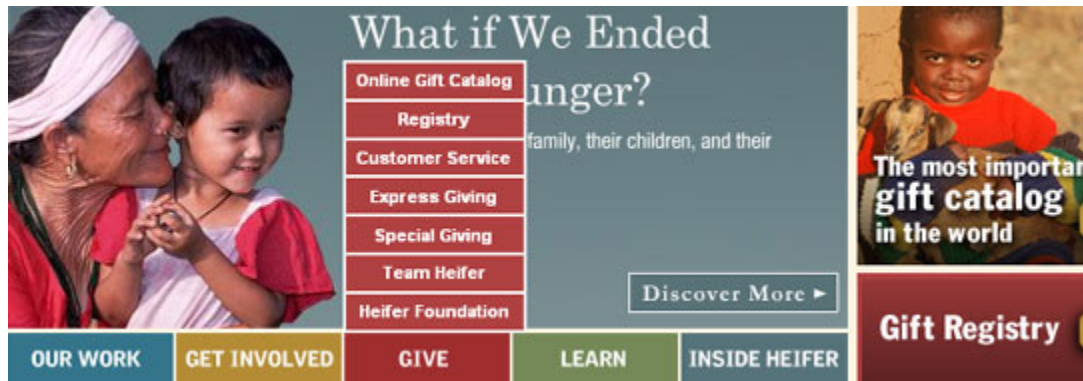 What if We Ended
unger?
family, their children, and their
Online Gift Catalog
Registry
Customer Service
Express Giving
Special Giving
Team Heifer
Heifer Foundation
Discover More ►
OUR WORK
GET INVOLVED
GIVE
LEARN
INSIDE HEIFER
The most importan
gift catalog
in the world
Gift Registry